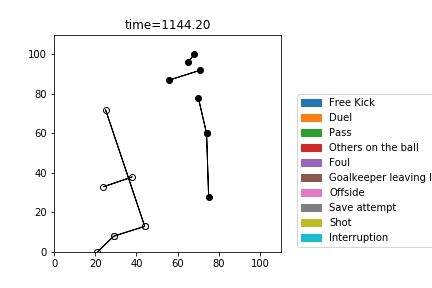 time=1144.20
100
80
60
40
20
0
0 20 40 60 80 100
Free Kick
Duel
Pass
Others on the ball
Foul
Goalkeeper leaving l
Offside
Save attempt
Shot
Interruption